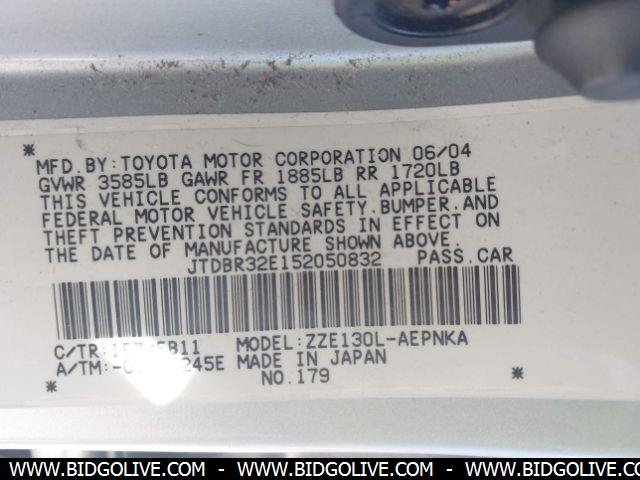 MFD.BY:TOYOTA MOTOR CORPORATION 06/04
GVWR 3585LB GAWR FR 1885LB RR 1720LB
THIS VEHICLE CONFORMS TO ALL APPLICABLE
FEDERAL MOTOR VEHICLE SAFETY.BUMPER.AND
THEFT PREVENTION STANDARDS IN EFFECT ON
THE DATE OF MANUFACTURE SHOWN ABOVE.
JTDBR32E152050832 PASS.CAR
C/TR: MODEL:ZZE130L-AEPNKA
A/TM: MADE IN JAPAN
NO.179
WWW.BIDGOLIVE.COM - WWW.BIDGOLIVE.COM - WWW.BIDGOLIVE.COM